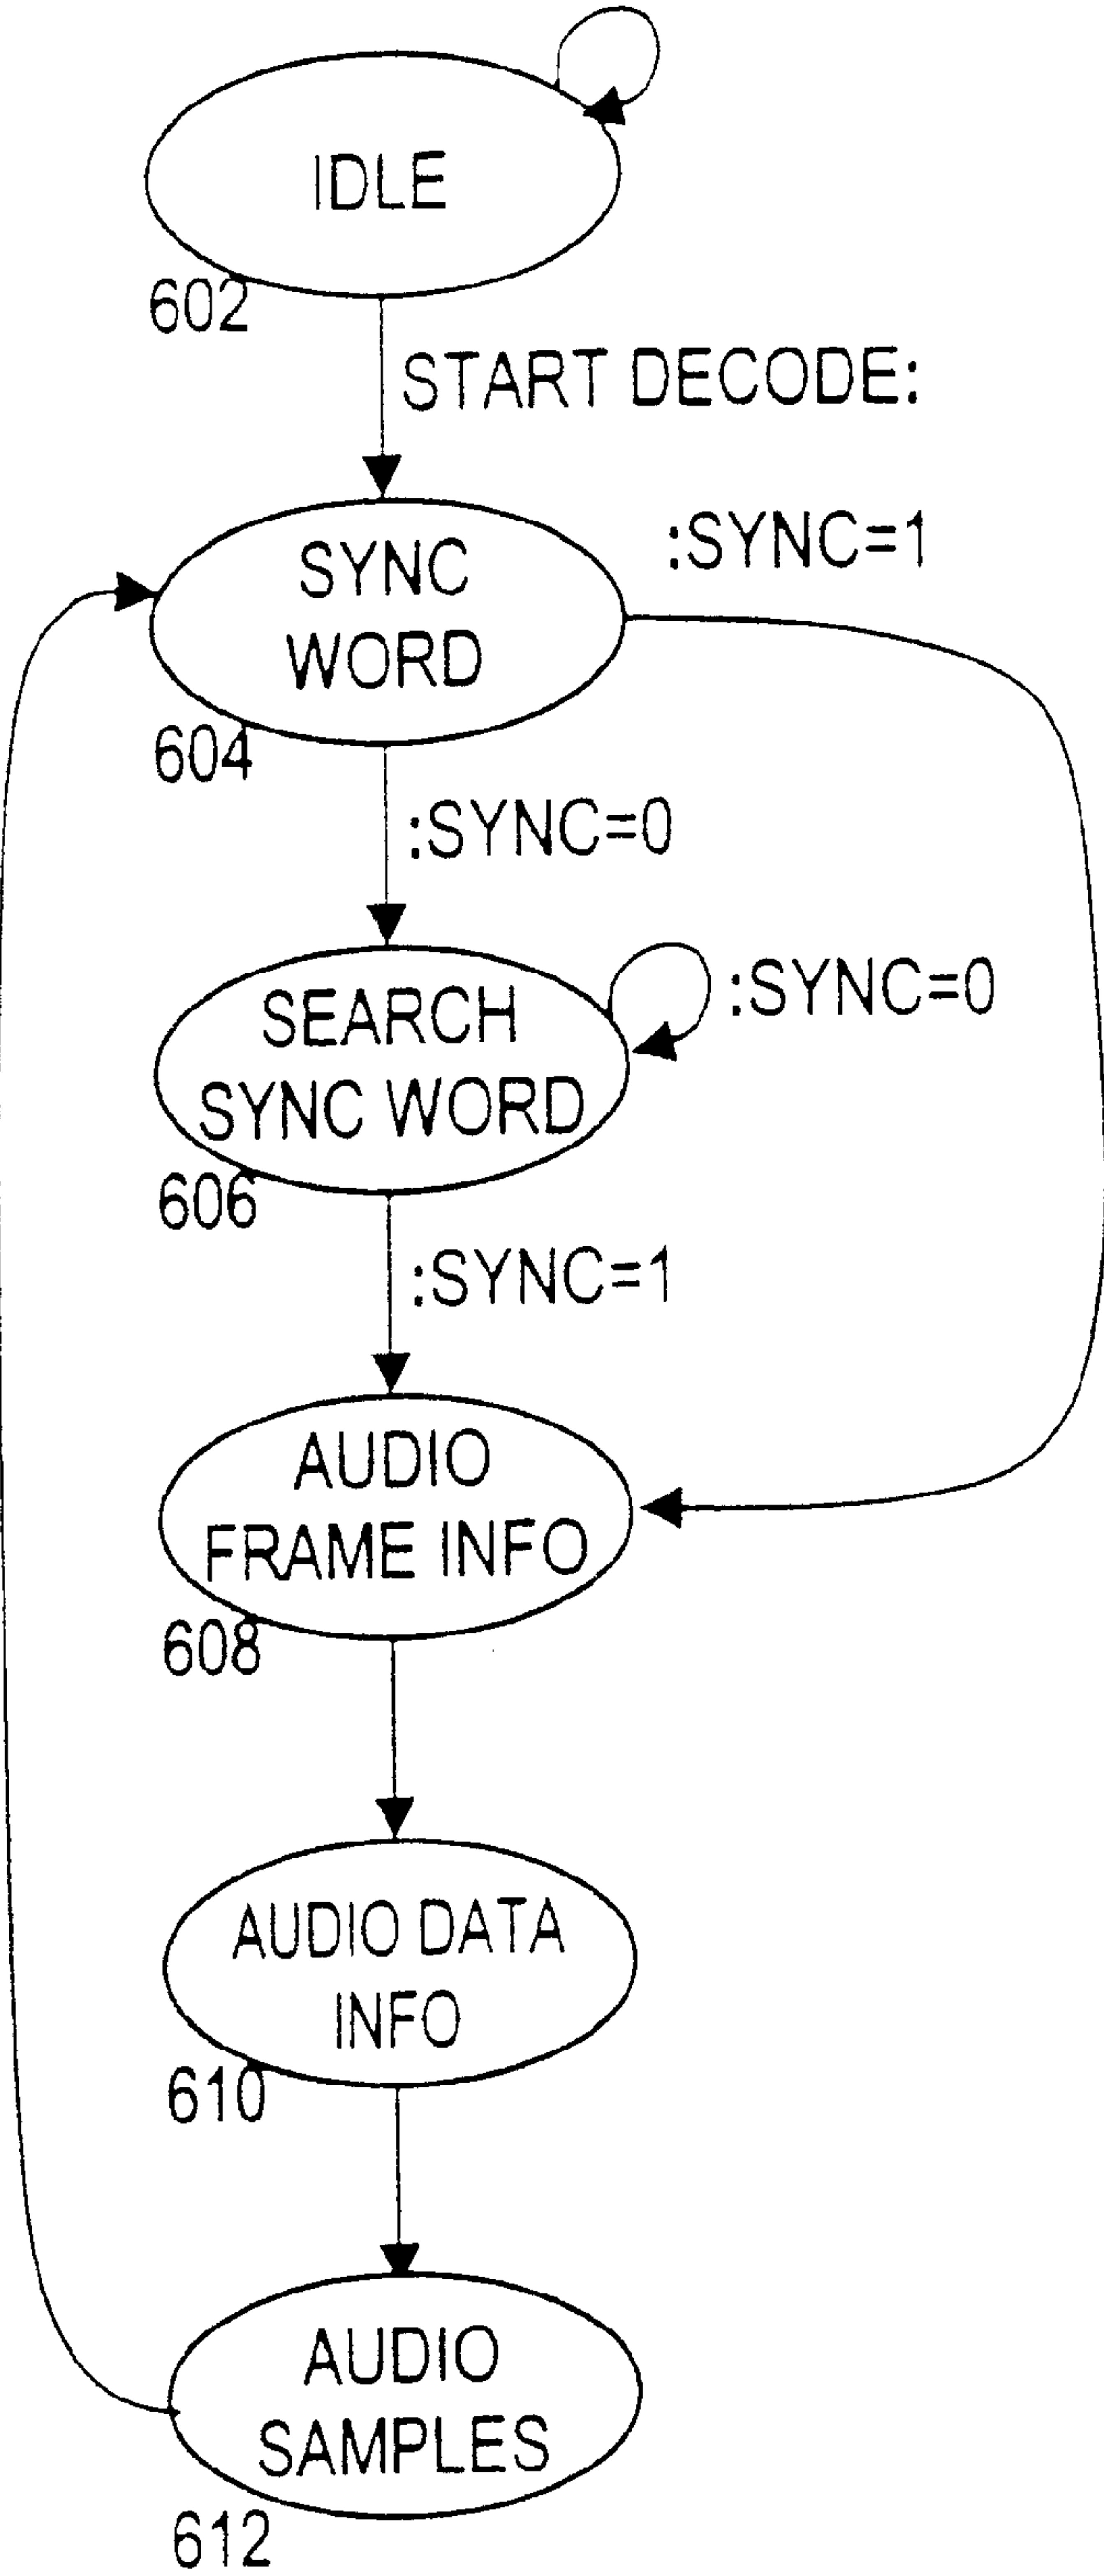 IDLE
602
START DECODE:
:SYNC=1
SYNC
WORD
604
:SYNC=0
SEARCH
SYNC WORD
:SYNC=0
606
:SYNC=1
AUDIO
FRAME INFO
608
AUDIO DATA
INFO
610
AUDIO
SAMPLES
612